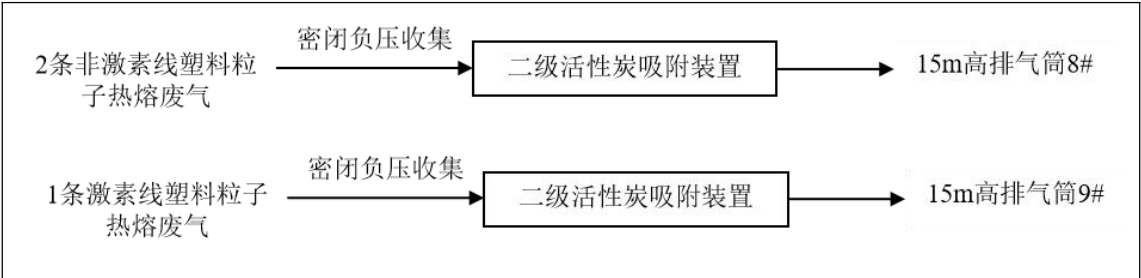 密闭负压收集
2条非激素线塑料粒
子热熔废气
二级活性炭吸附装置
15m高排气筒8#
密闭负压收集
1条激素线塑料粒子
热熔废气
二级活性炭吸附装置
15m高排气筒9#